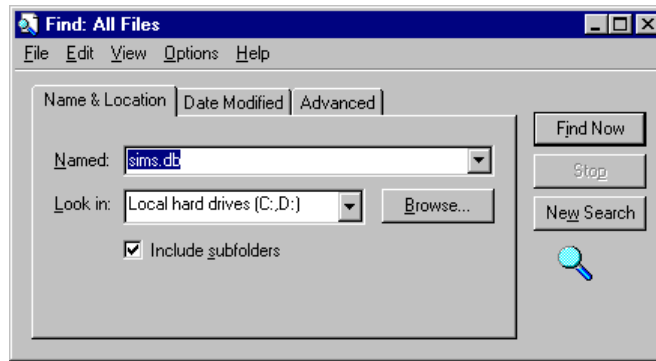 Find: All Files
File Edit View Options Help
Name & Location Date Modified Advanced
Find Now
Named: sims.db
Stop
Look in: Local hard drives (C:,D:) Browse...
New Search
Include subfolders